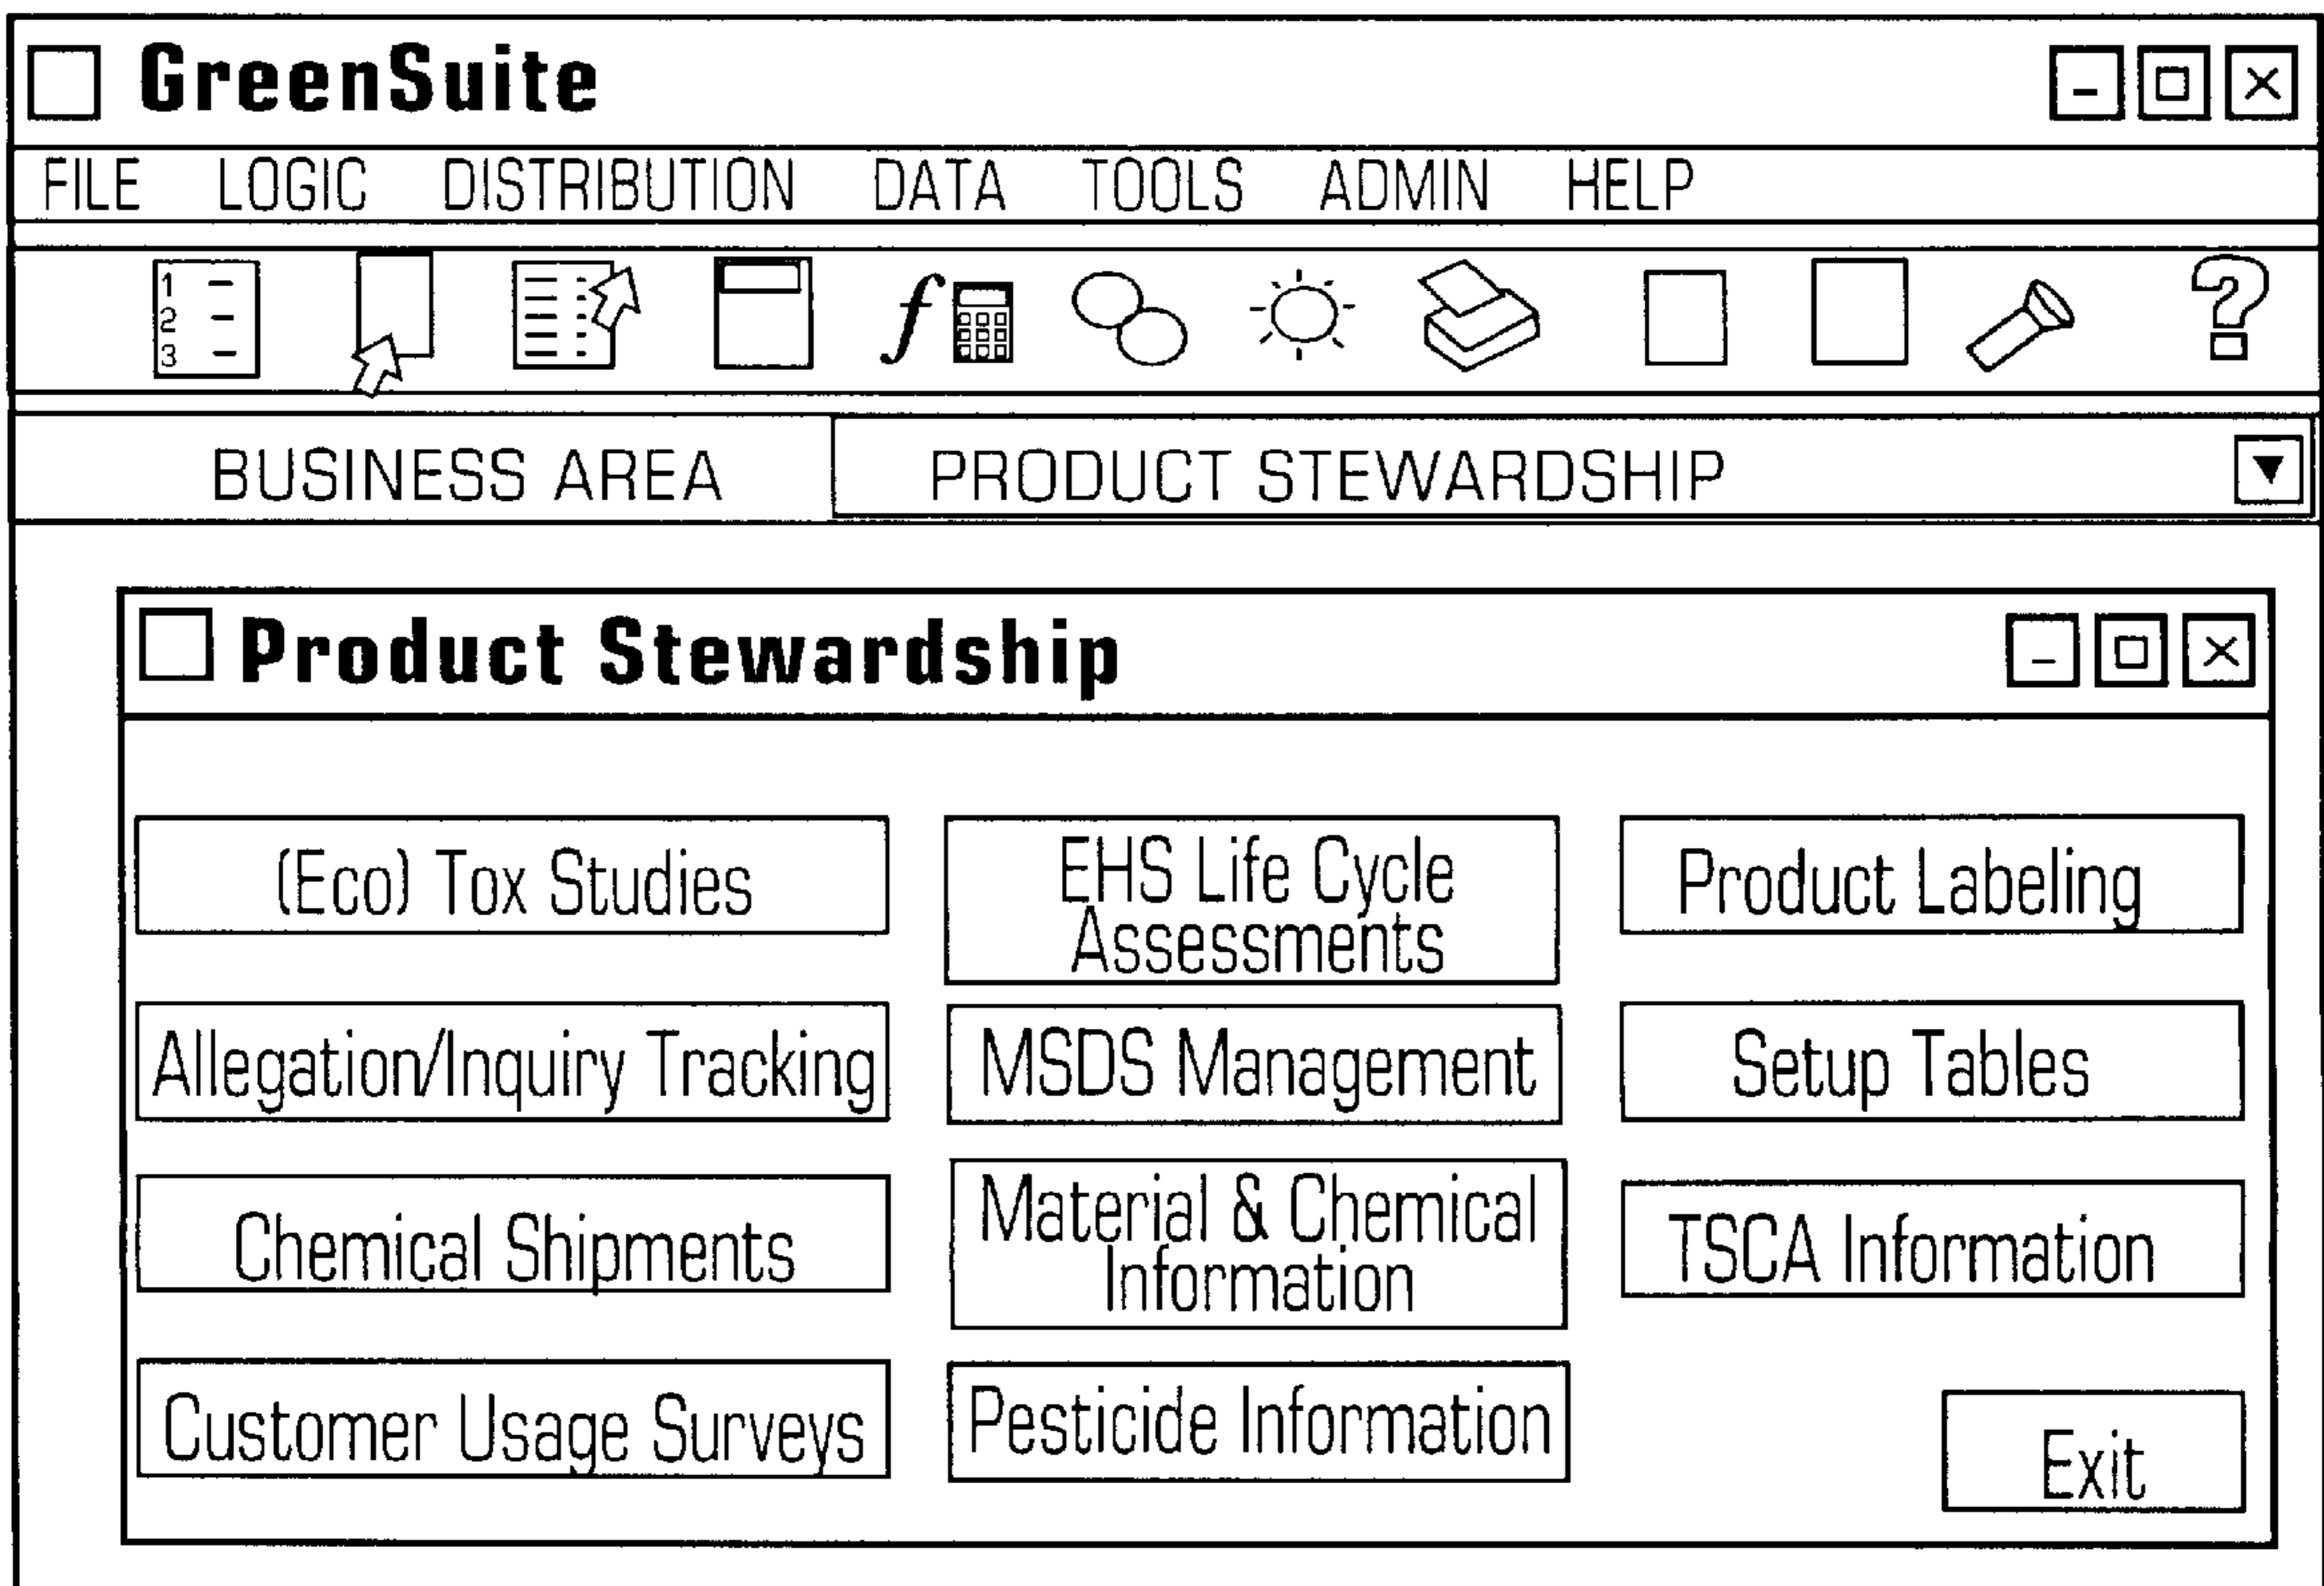 GreenSuite
FILE LOGIC DISTRIBUTION DATA TOOLS ADMIN HELP
1
2
3
f
?
BUSINESS AREA PRODUCT STEWARDSHIP
Product Stewardship
(Eco) Tox Studies
EHS Life Cycle
Assessments
Product Labeling
Allegation/Inquiry Tracking
MSDS Management
Setup Tables
Chemical Shipments
Material & Chemical
Information
TSCA Information
Customer Usage Surveys
Pesticide Information
Exit